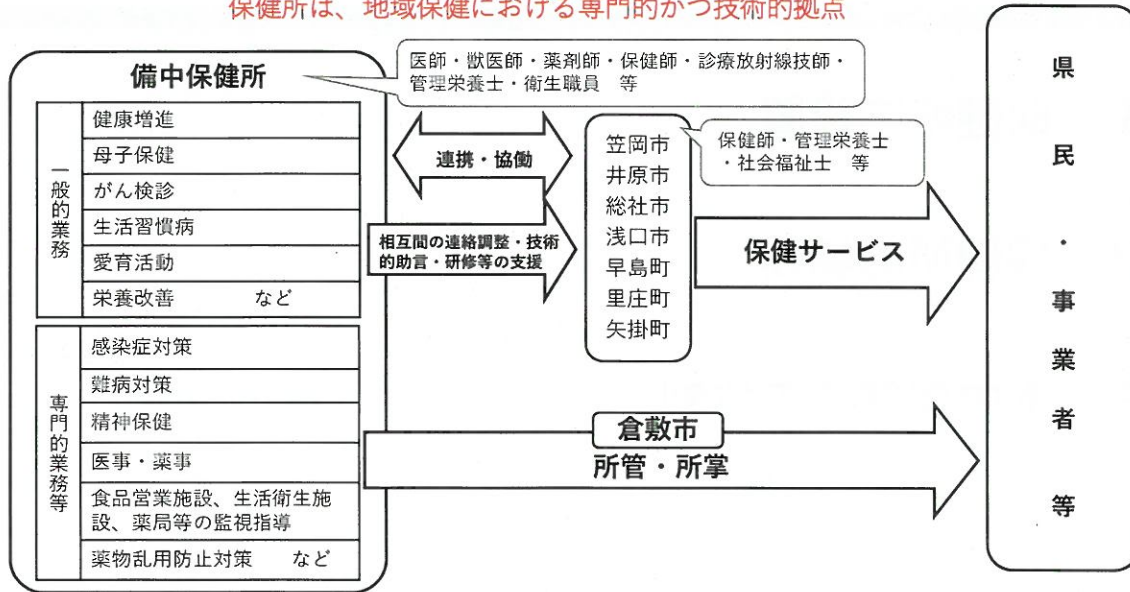 保健所は、地域保健における専門的かつ技術的拠点
備中保健所
医師・獣医師・薬剤師・保健師・診療放射線技師・
管理栄養士・衛生職員　等
一般的業務
健康増進
母子保健
がん検診
生活習慣病
愛育活動
栄養改善　　　　など
専門的業務等
感染症対策
難病対策
精神保健
医事・薬事
食品営業施設、生活衛生施
設、薬局等の監視指導
薬物乱用防止対策　　など
連携・協働
相互間の連絡調整・技術
的助言・研修等の支援
笠岡市
井原市
総社市
浅口市
早島町
里庄町
矢掛町
保健師・管理栄養士
・社会福祉士　等
保健サービス
倉敷市
所管・所掌
県民・事業者等